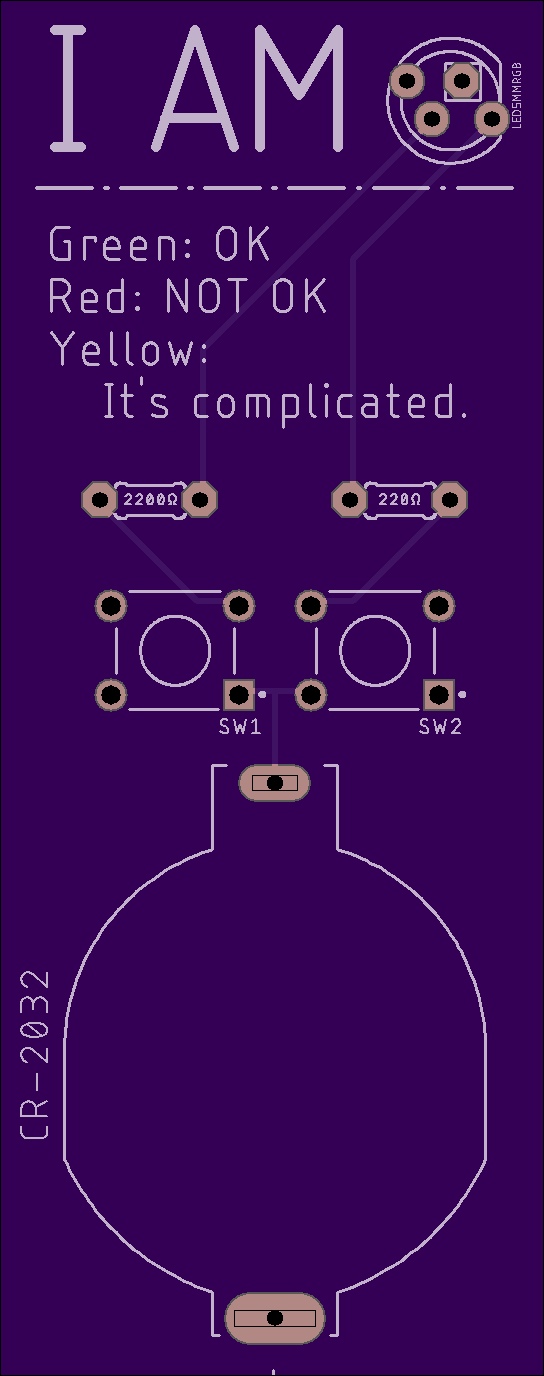 I AM
LED5MMRGB
Green: OK
Red: NOT OK
Yellow:
It's complicated.
2200Ω
220Ω
SW1
SW2
CR-2032